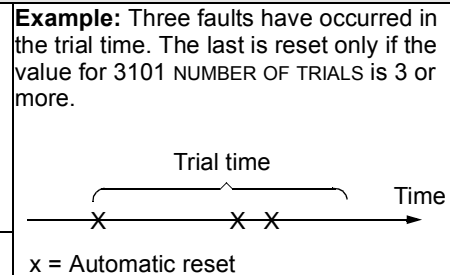 Example: Three faults have occurred in
the trial time. The last is reset only if the
value for 3101 NUMBER OF TRIALS is 3 or
more.
Trial time
Time
X X X
x = Automatic reset